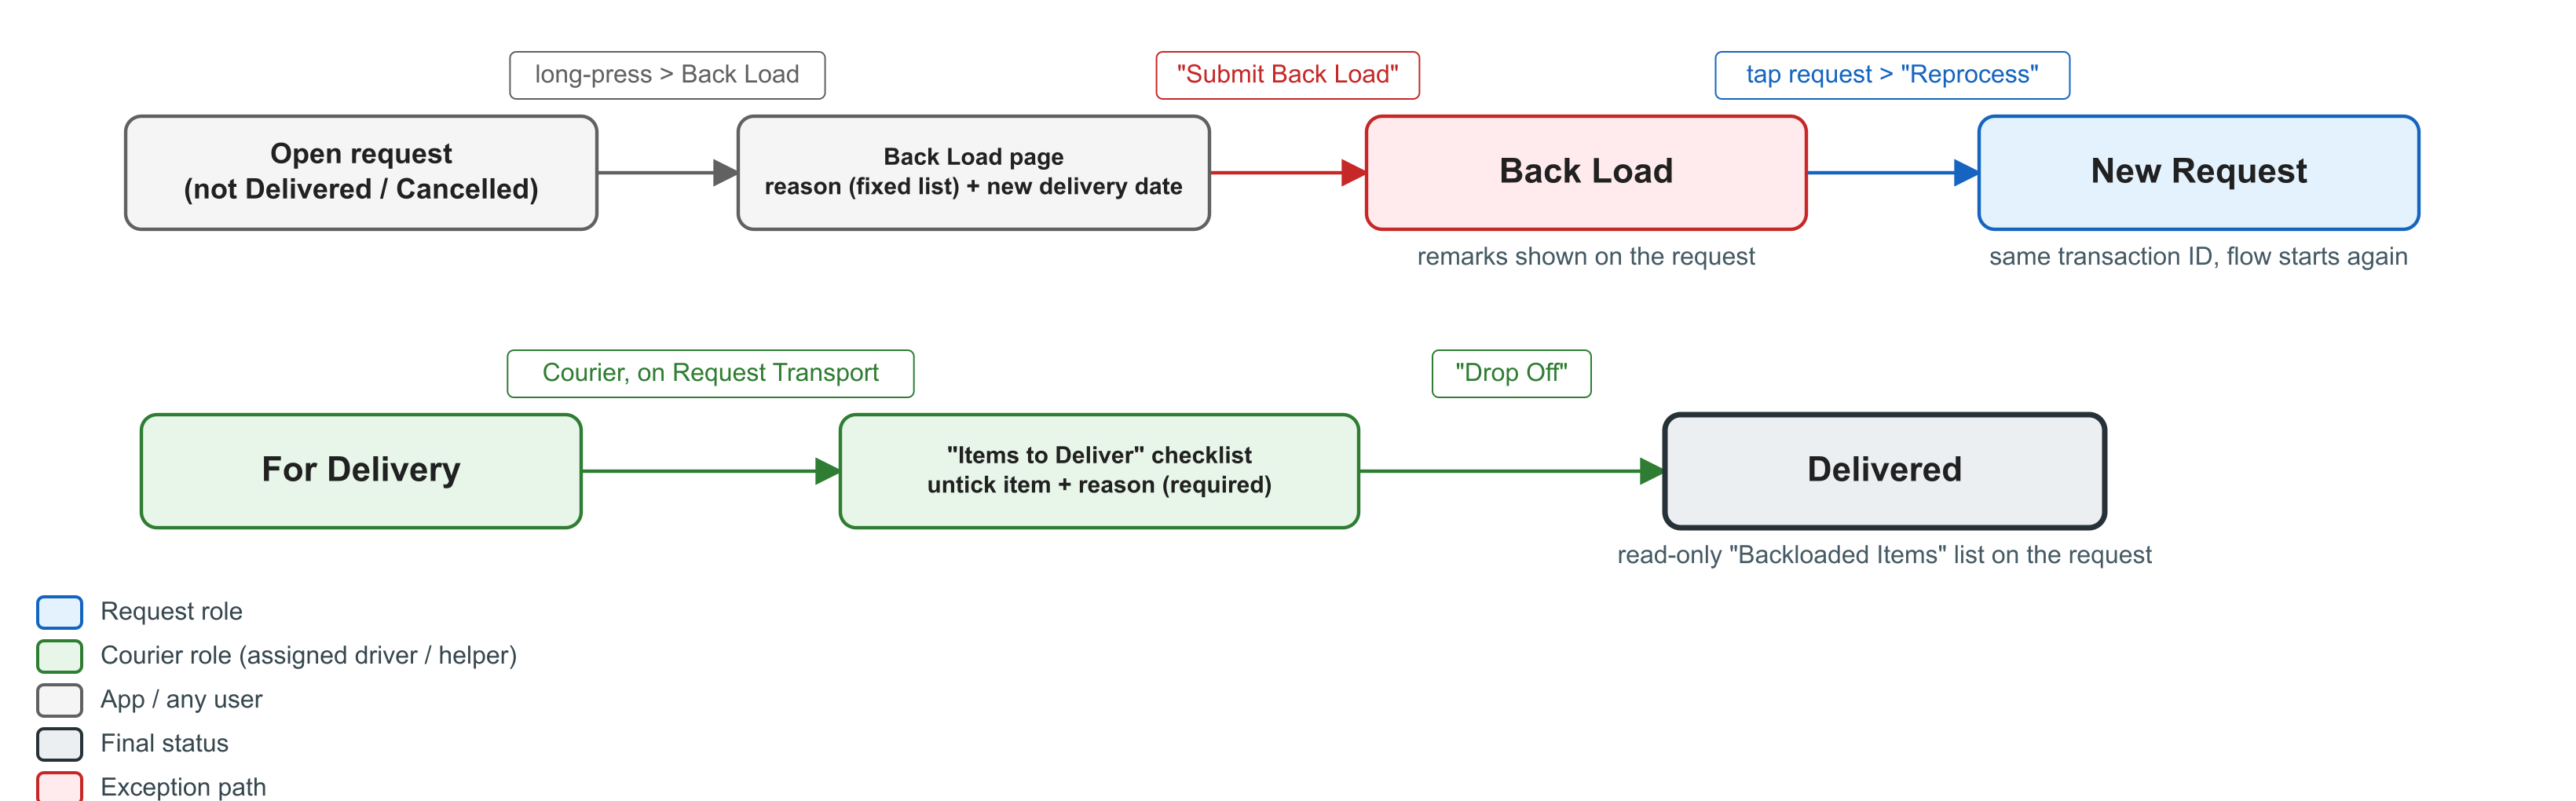 long-press > Back Load
"Submit Back Load"
tap request > "Reprocess"
Open request
(not Delivered / Cancelled)
Back Load page
reason (fixed list) + new delivery date
Back Load
New Request
remarks shown on the request
same transaction ID, flow starts again
Courier, on Request Transport
"Drop Off"
For Delivery
"Items to Deliver" checklist
untick item + reason (required)
Delivered
read-only "Backloaded Items" list on the request
Request role
Courier role (assigned driver / helper)
App / any user
Final status
Exception path